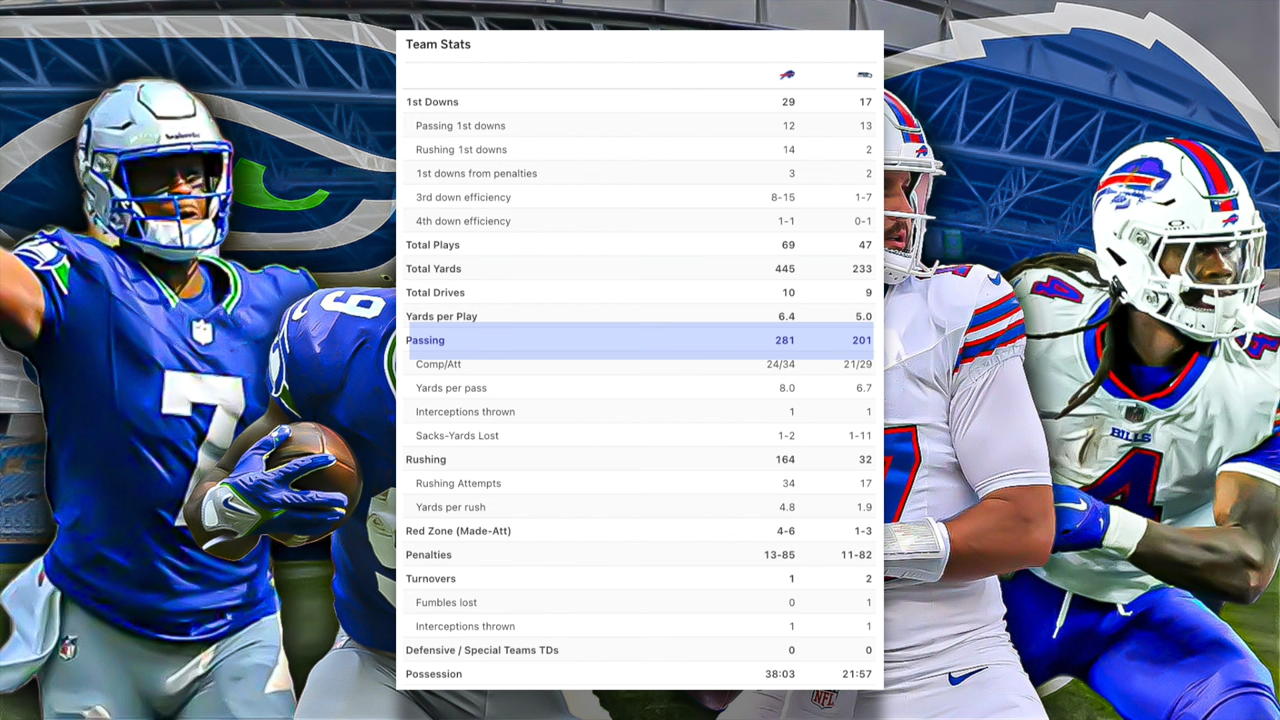 Team Stats
1st Downs 29 17
Passing 1st downs 12 13
Rushing 1st downs 14 2
1st downs from penalties 3 2
3rd down efficiency 8-15 1-7
4th down efficiency 1-1 0-1
Total Plays 69 47
Total Yards 445 233
Total Drives 10 9
Yards per Play 6.4 5.0
Passing 281 201
Comp/Att 24/34 21/29
Yards per pass 8.0 6.7
Interceptions thrown 1 1
Sacks-Yards Lost 1-2 1-11
Rushing 164 32
Rushing Attempts 34 17
Yards per rush 4.8 1.9
Red Zone (Made-Att) 4-6 1-3
Penalties 13-85 11-82
Turnovers 1 2
Fumbles lost 0 1
Interceptions thrown 1 1
Defensive / Special Teams TDs 0 0
Possession 38:03 21:57
Seahawks
7
9
4
4
BILLS
4
NFL